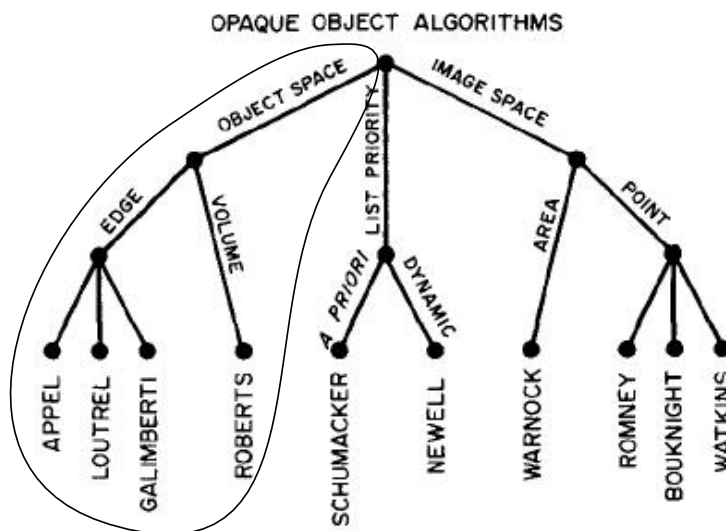 OPAQUE OBJECT ALGORITHMS
OBJECT SPACE
LIST PRIORITY
IMAGE SPACE
EDGE
VOLUME
A PRIORI
DYNAMIC
AREA
POINT
APPEL
LOUTREL
GALIMBERTI
ROBERTS
SCHUMACKER
NEWELL
WARNOCK
ROMNEY
BOUKNIGHT
WATKINS